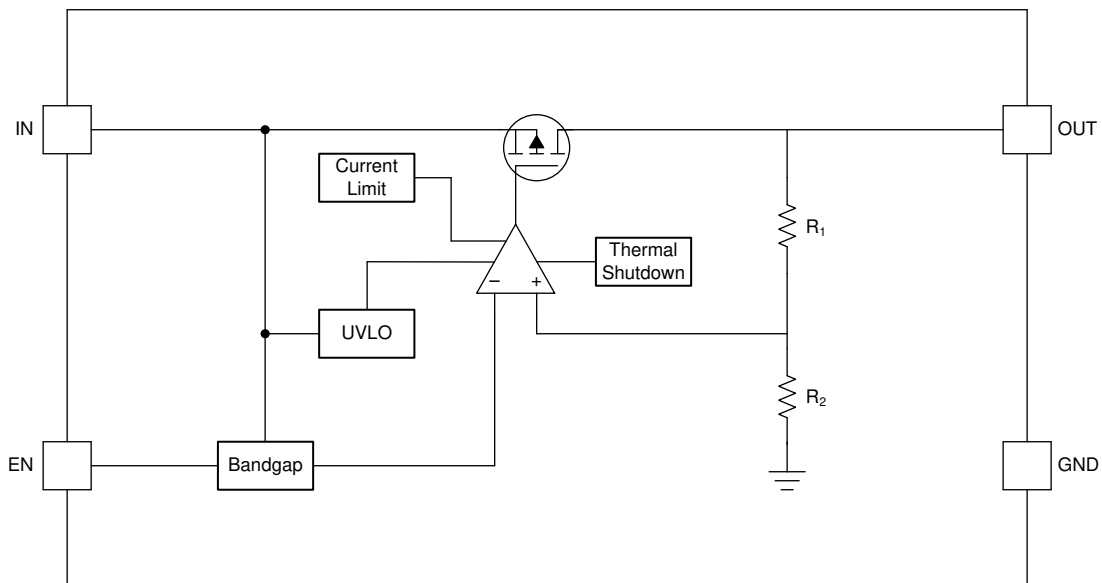 IN
OUT
Current
Limit
R₁
Thermal
Shutdown
− +
UVLO
R₂
EN
Bandgap
GND